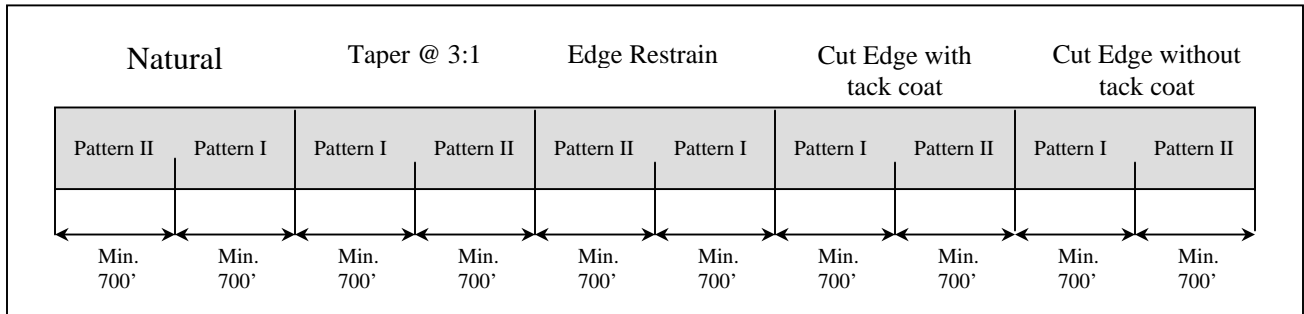 Natural
Taper @ 3:1
Edge Restrain
Cut Edge with
tack coat
Cut Edge without
tack coat
Pattern II
Pattern I
Pattern I
Pattern II
Pattern II
Pattern I
Pattern I
Pattern II
Pattern I
Pattern II
Min.
700’
Min.
700’
Min.
700’
Min.
700’
Min.
700’
Min.
700’
Min.
700’
Min.
700’
Min.
700’
Min.
700’